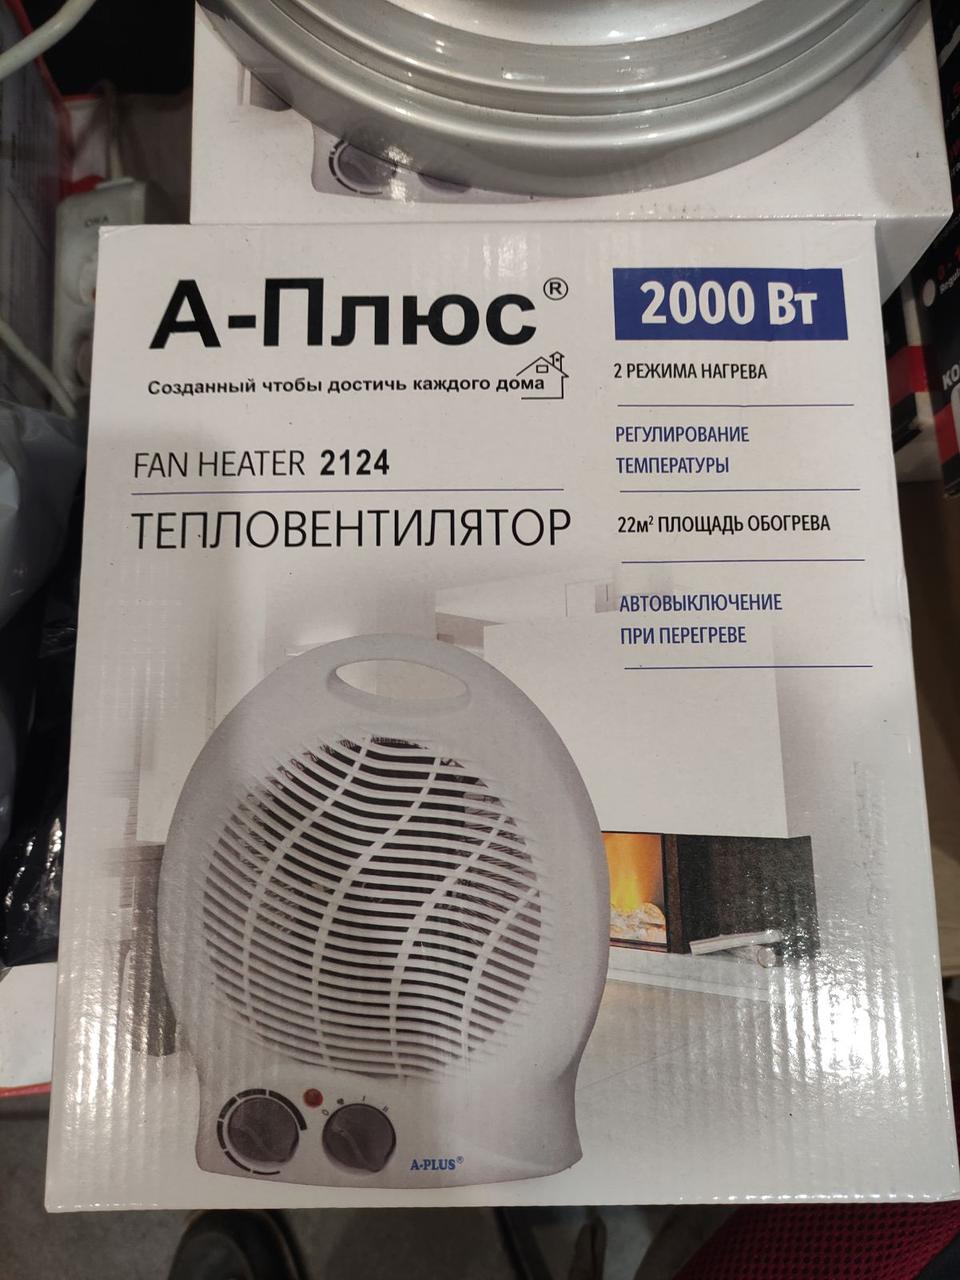 А-Плюс®
Созданный чтобы достичь каждого дома
FAN HEATER 2124
ТЕПЛОВЕНТИЛЯТОР
2000 Вт
2 РЕЖИМА НАГРЕВА
РЕГУЛИРОВАНИЕ
ТЕМПЕРАТУРЫ
22м² ПЛОЩАДЬ ОБОГРЕВА
АВТОВЫКЛЮЧЕНИЕ
ПРИ ПЕРЕГРЕВЕ
I
II
A-PLUS®